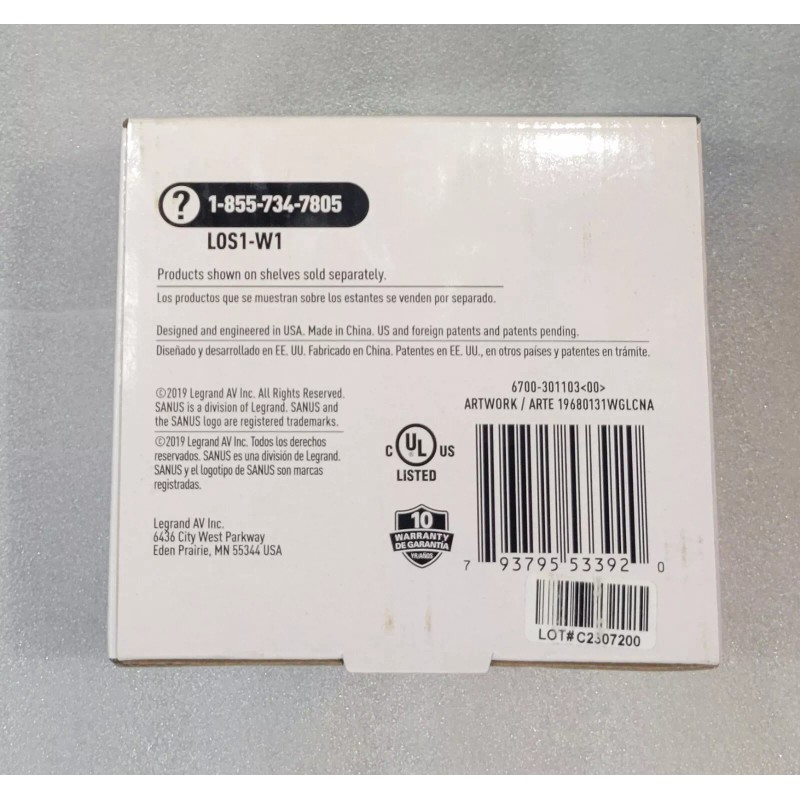 ? 1-855-734-7805
LOS1-W1
Products shown on shelves sold separately.
Los productos que se muestran sobre los estantes se venden por separado.
Designed and engineered in USA. Made in China. US and foreign patents and patents pending.
Diseñado y desarrollado en EE. UU. Fabricado en China. Patentes en EE. UU., en otros países y patentes en trámite.
©2019 Legrand AV Inc. All Rights Reserved.
SANUS is a division of Legrand. SANUS and
the SANUS logo are registered trademarks.
©2019 Legrand AV Inc. Todos los derechos
reservados. SANUS es una división de Legrand.
SANUS y el logotipo de SANUS son marcas
registradas.
Legrand AV Inc.
6436 City West Parkway
Eden Prairie, MN 55344 USA
6700-301103<00>
ARTWORK / ARTE 19680131WGLCNA
C UL US
LISTED
10
WARRANTY
DE GARANTÍA
YR/AÑOS
7 93795 53392 0
LOT# C2307200